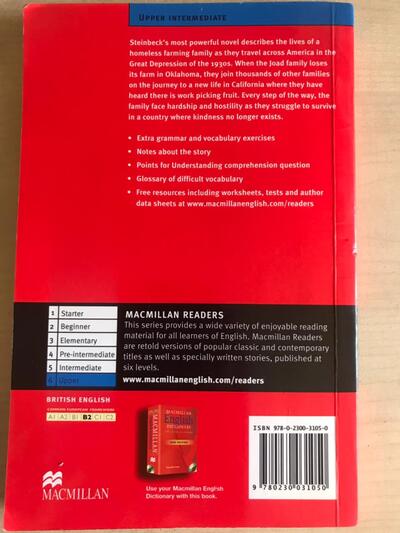 UPPER INTERMEDIATE
Steinbeck's most powerful novel describes the lives of a
homeless farming family as they travel across America in
the Great Depression of the 1930s. When the Joad family loses
its farm in Oklahoma, they join thousands of other families
on the journey to a new life in California where they have
heard there is work picking fruit. Every step of the way, the
family face hardship and hostility as they struggle to survive
in a country where kindness no longer exists.
• Extra grammar and vocabulary exercises
• Notes about the story
• Points for Understanding comprehension question
• Glossary of difficult vocabulary
• Free resources including worksheets, tests and author
data sheets at www.macmillanenglish.com/readers
1 Starter
2 Beginner
3 Elementary
4 Pre-intermediate
5 Intermediate
6 Upper
MACMILLAN READERS
This series provides a wide variety of enjoyable reading
material for all learners of English. Macmillan Readers
are retold versions of popular classic and contemporary
titles as well as specially written stories, published at
six levels.
www.macmillanenglish.com/readers
BRITISH ENGLISH
COMMON EUROPEAN FRAMEWORK
A1 A2 B1 B2 C1 C2
MACMILLAN
MACMILLAN
English
DICTIONARY
Use your Macmillan English
Dictionary with this book.
ISBN 978-0-2300-3105-0
9 780230 031050